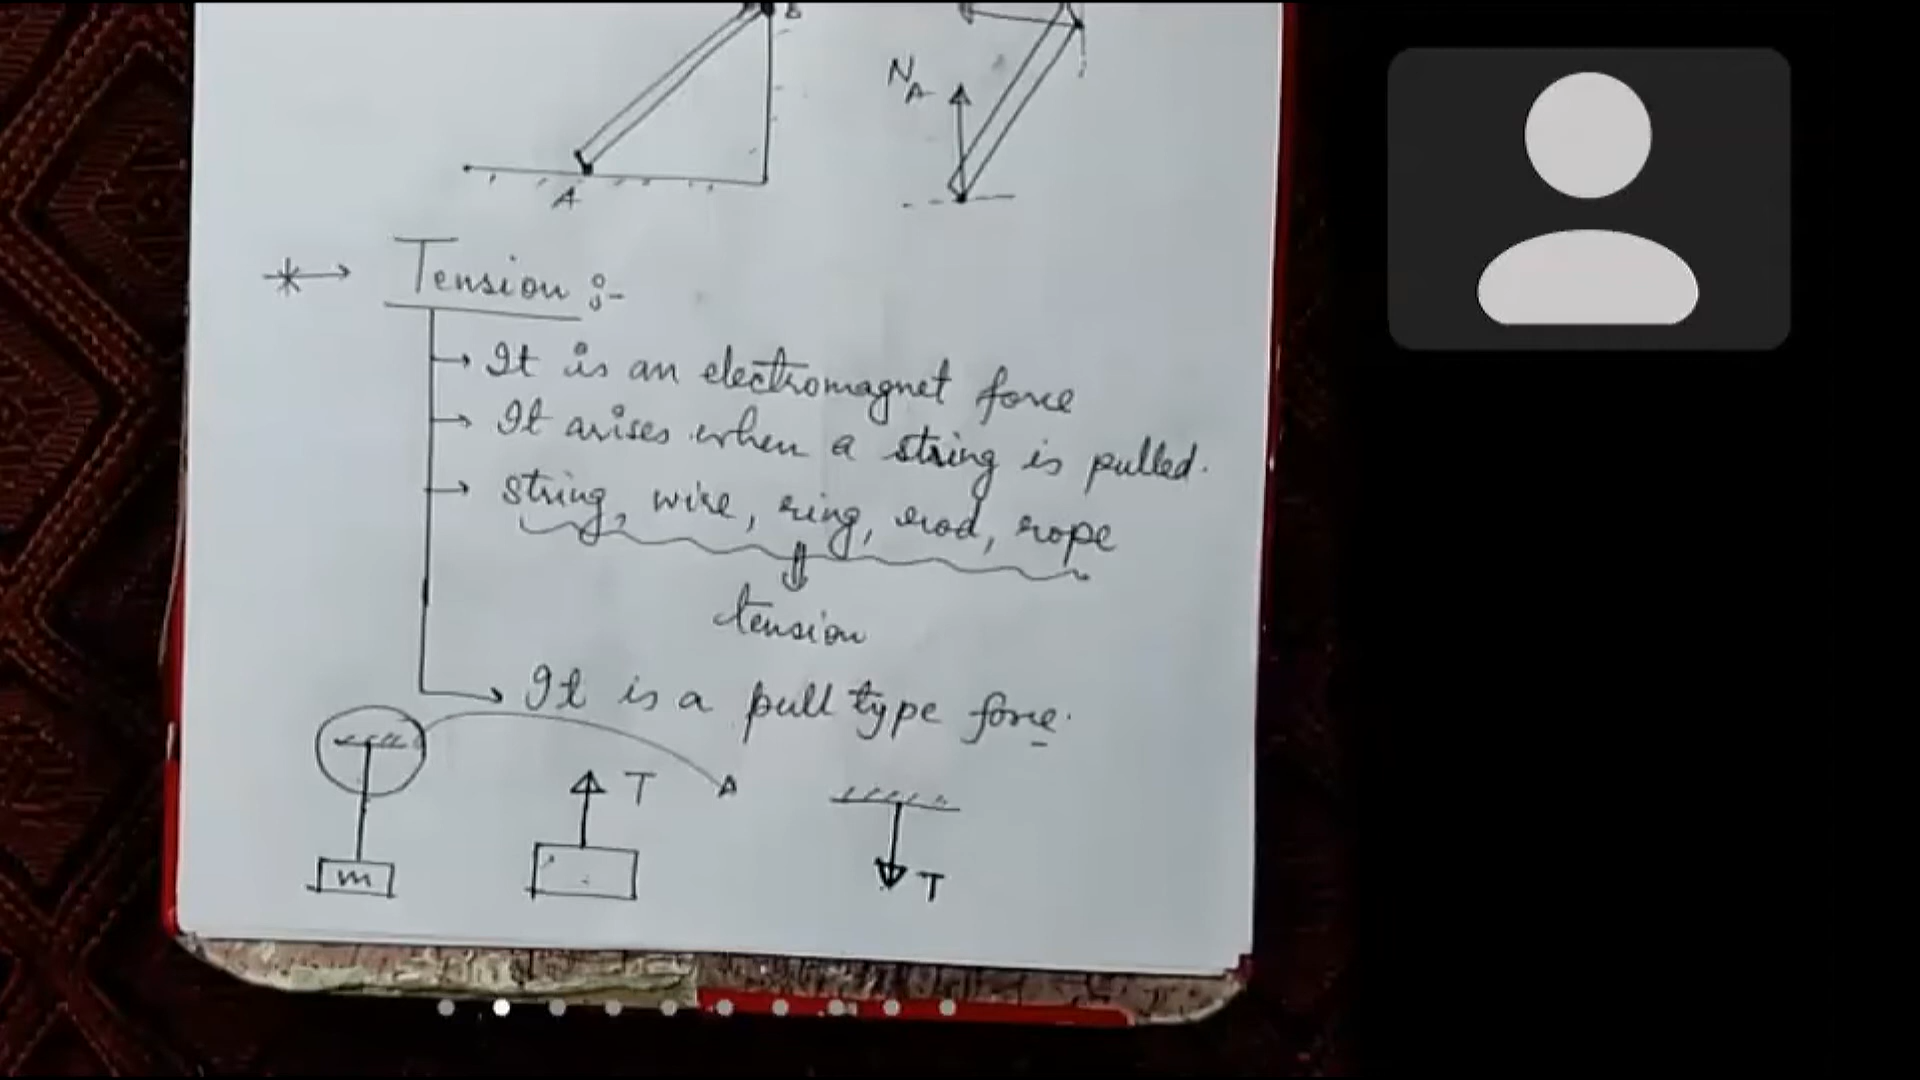 B
N_A
A
Tension :-
It is an electromagnet force
It arises when a string is pulled.
string, wire, ring, rod, rope
tension
It is a pull type force.
T
m
T